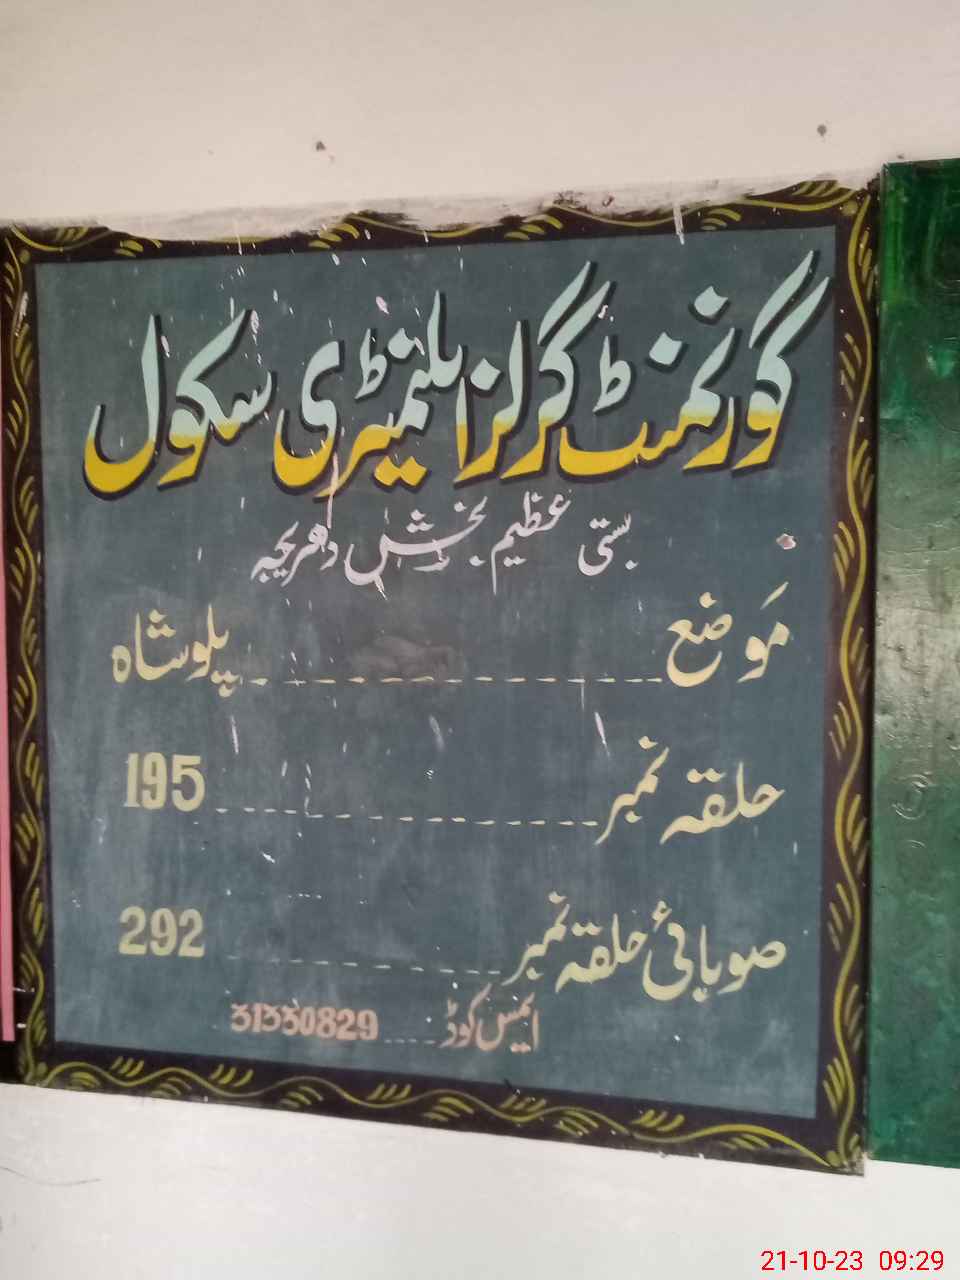 گورنمنٹ گرلز ایلیمنٹری سکول
بستی عظیم بخش دھریجہ
مَوضع ------------ پلوشاہ
حلقہ نمبر ------------ 195
صوبائی حلقہ نمبر ------------ 292
ایمس کوڈ .... 31330829
21-10-23 09:29